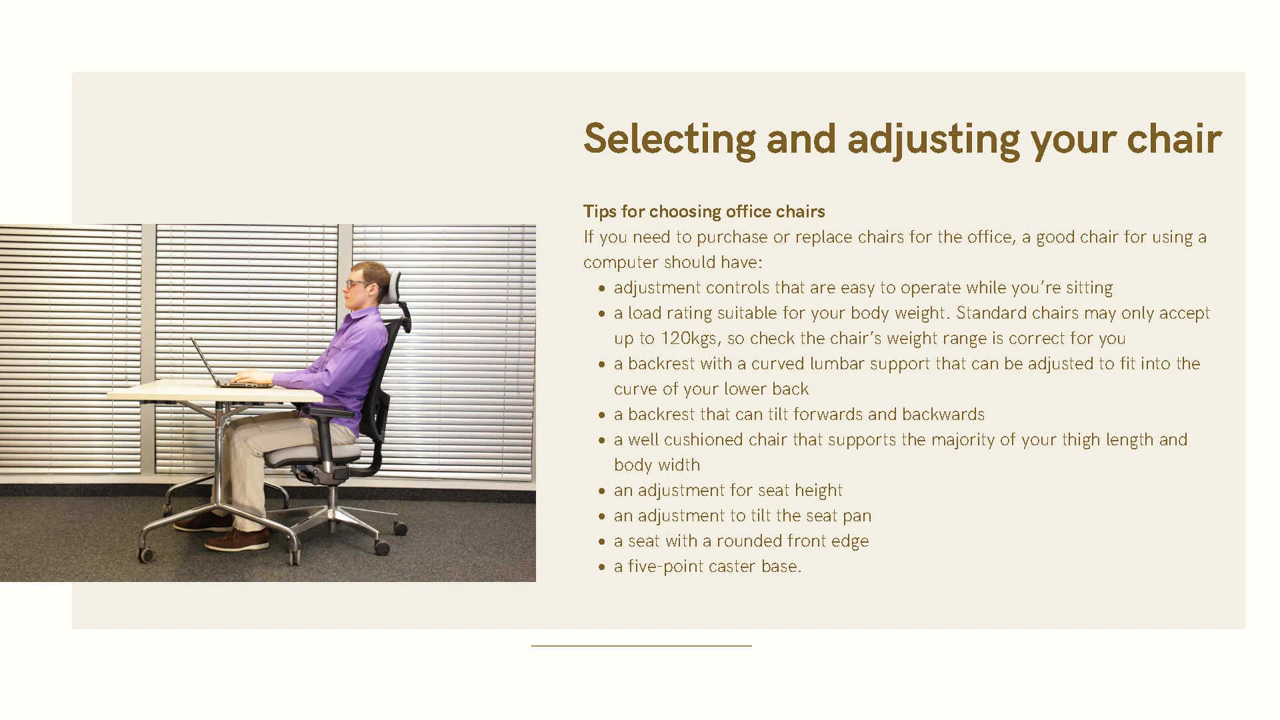 Selecting and adjusting your chair
Tips for choosing office chairs
If you need to purchase or replace chairs for the office, a good chair for using a
computer should have:
• adjustment controls that are easy to operate while you’re sitting
• a load rating suitable for your body weight. Standard chairs may only accept
up to 120kgs, so check the chair’s weight range is correct for you
• a backrest with a curved lumbar support that can be adjusted to fit into the
curve of your lower back
• a backrest that can tilt forwards and backwards
• a well cushioned chair that supports the majority of your thigh length and
body width
• an adjustment for seat height
• an adjustment to tilt the seat pan
• a seat with a rounded front edge
• a five-point caster base.